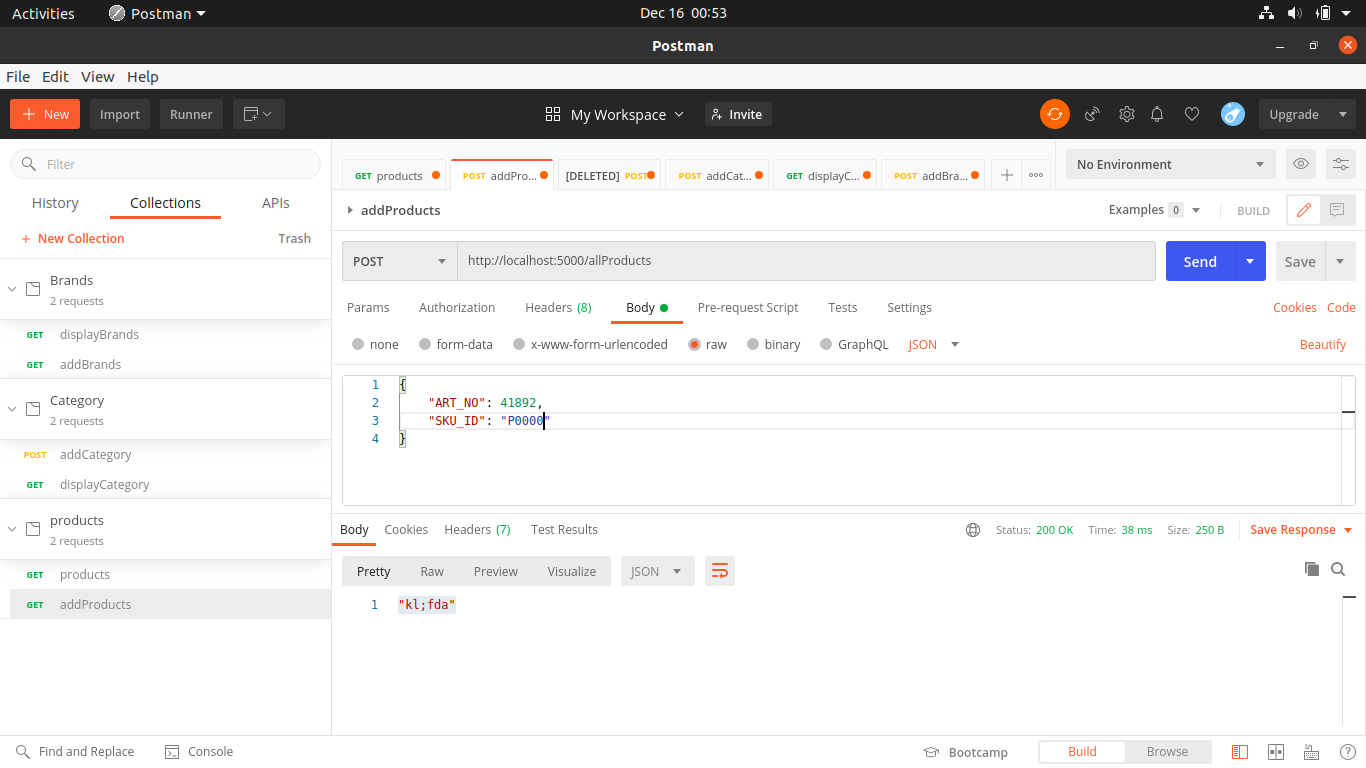 Activities Postman Dec 16 00:53
Postman
File Edit View Help
New Import Runner My Workspace Invite Upgrade
Filter
History Collections APIs
+ New Collection Trash
Brands
2 requests
GET displayBrands
GET addBrands
Category
2 requests
POST addCategory
GET displayCategory
products
2 requests
GET products
GET addProducts
GET products POST addPro... [DELETED] POST POST addCat... GET displayC... POST addBra... No Environment
addProducts Examples 0 BUILD
POST http://localhost:5000/allProducts Send Save
Params Authorization Headers (8) Body Pre-request Script Tests Settings Cookies Code
none form-data x-www-form-urlencoded raw binary GraphQL JSON Beautify
1 {
2 "ART_NO": 41892,
3 "SKU_ID": "P0000"
4 }
Body Cookies Headers (7) Test Results Status: 200 OK Time: 38 ms Size: 250 B Save Response
Pretty Raw Preview Visualize JSON
1 "kl;fda"
Find and Replace Console Bootcamp Build Browse